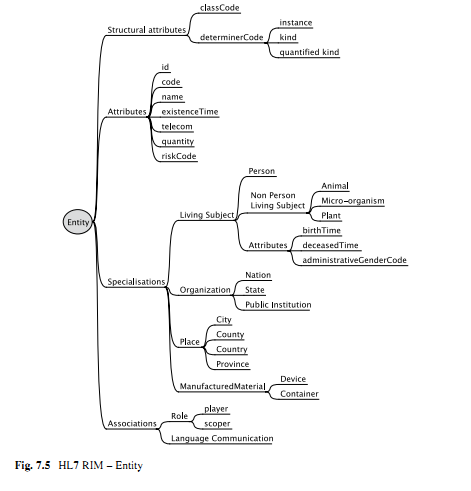 classCode
Structural attributes
determinerCode
instance
kind
quantified kind
id
code
name
Attributes
existenceTime
telecom
quantity
riskCode
Entity
Specialisations
Living Subject
Person
Non Person
Living Subject
Animal
Micro-organism
Plant
Attributes
birthTime
deceasedTime
administrativeGenderCode
Organization
Nation
State
Public Institution
Place
City
County
Country
Province
ManufacturedMaterial
Device
Container
Associations
Role
player
scoper
Language Communication
Fig. 7.5 HL7 RIM – Entity